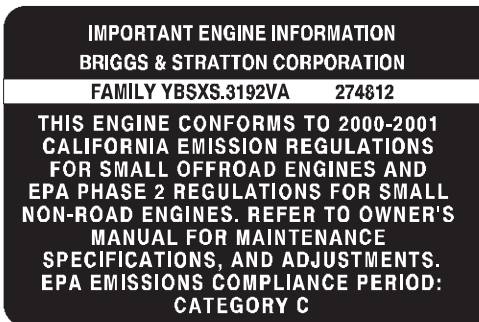 IMPORTANT ENGINE INFORMATION
BRIGGS & STRATTON CORPORATION
FAMILY YBSXS.3192VA 274812
THIS ENGINE CONFORMS TO 2000-2001
CALIFORNIA EMISSION REGULATIONS
FOR SMALL OFFROAD ENGINES AND
EPA PHASE 2 REGULATIONS FOR SMALL
NON-ROAD ENGINES. REFER TO OWNER'S
MANUAL FOR MAINTENANCE
SPECIFICATIONS, AND ADJUSTMENTS.
EPA EMISSIONS COMPLIANCE PERIOD:
CATEGORY C